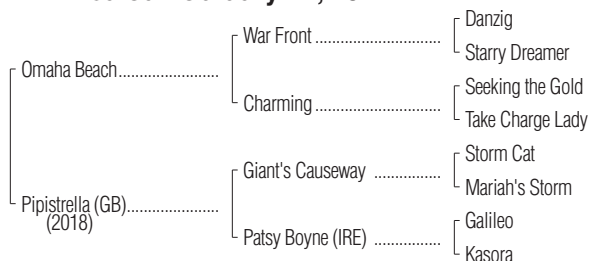 Danzig
War Front ..................................
Starry Dreamer
Omaha Beach.........................
Seeking the Gold
Charming ..................................
Take Charge Lady
Storm Cat
Giant's Causeway ..................
Mariah's Storm
Pipistrella (GB).......................
(2018)
Galileo
Patsy Boyne (IRE) ..................
Kasora